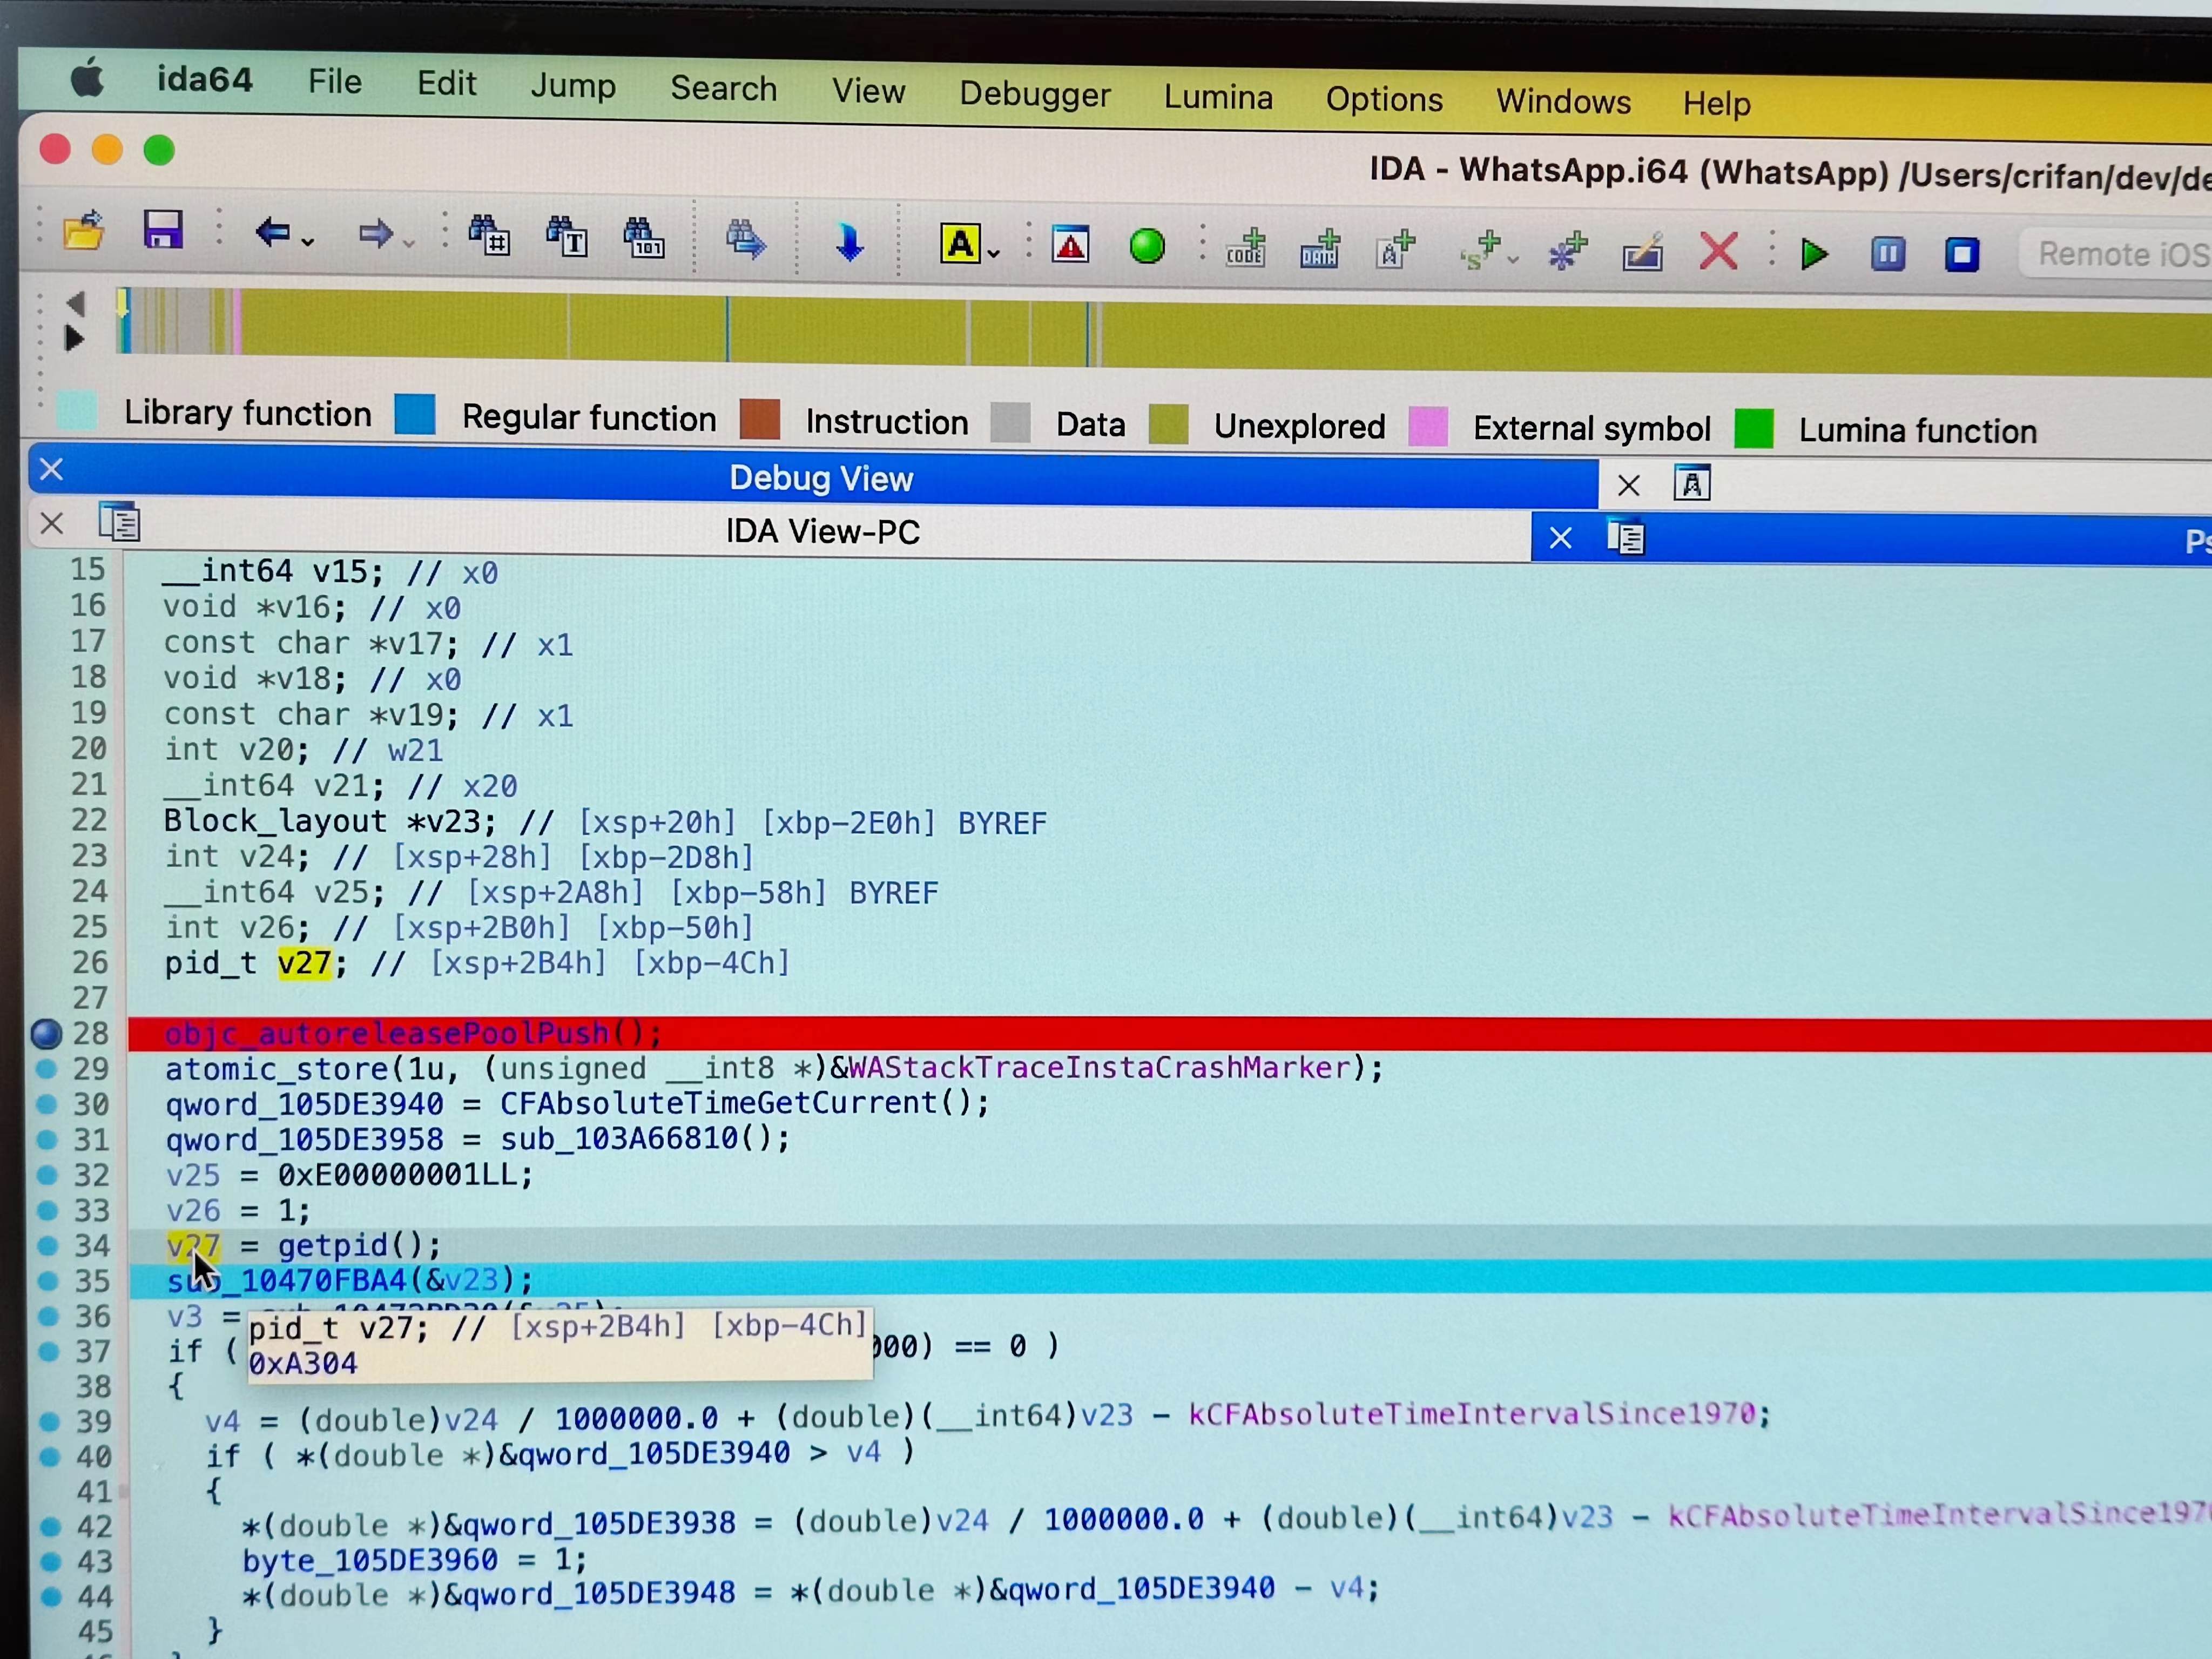 ida64 File Edit Jump Search View Debugger Lumina Options Windows Help
IDA - WhatsApp.i64 (WhatsApp) /Users/crifan/dev/de
# T 101 A CODE DATA A 's' Remote iOS
Library function Regular function Instruction Data Unexplored External symbol Lumina function
Debug View
IDA View-PC
15 __int64 v15; // x0
16 void *v16; // x0
17 const char *v17; // x1
18 void *v18; // x0
19 const char *v19; // x1
20 int v20; // w21
21 __int64 v21; // x20
22 Block_layout *v23; // [xsp+20h] [xbp-2E0h] BYREF
23 int v24; // [xsp+28h] [xbp-2D8h]
24 __int64 v25; // [xsp+2A8h] [xbp-58h] BYREF
25 int v26; // [xsp+2B0h] [xbp-50h]
26 pid_t v27; // [xsp+2B4h] [xbp-4Ch]
27
28 objc_autoreleasePoolPush();
29 atomic_store(1u, (unsigned __int8 *)&WAStackTraceInstaCrashMarker);
30 qword_105DE3940 = CFAbsoluteTimeGetCurrent();
31 qword_105DE3958 = sub_103A66810();
32 v25 = 0xE00000001LL;
33 v26 = 1;
34 v27 = getpid();
35 sub_10470FBA4(&v23);
36 v3 =
pid_t v27; // [xsp+2B4h] [xbp-4Ch]
0xA304
37 if ( 000) == 0 )
38 {
39 v4 = (double)v24 / 1000000.0 + (double)(__int64)v23 - kCFAbsoluteTimeIntervalSince1970;
40 if ( *(double *)&qword_105DE3940 > v4 )
41 {
42 *(double *)&qword_105DE3938 = (double)v24 / 1000000.0 + (double)(__int64)v23 - kCFAbsoluteTimeIntervalSince197
43 byte_105DE3960 = 1;
44 *(double *)&qword_105DE3948 = *(double *)&qword_105DE3940 - v4;
45 }